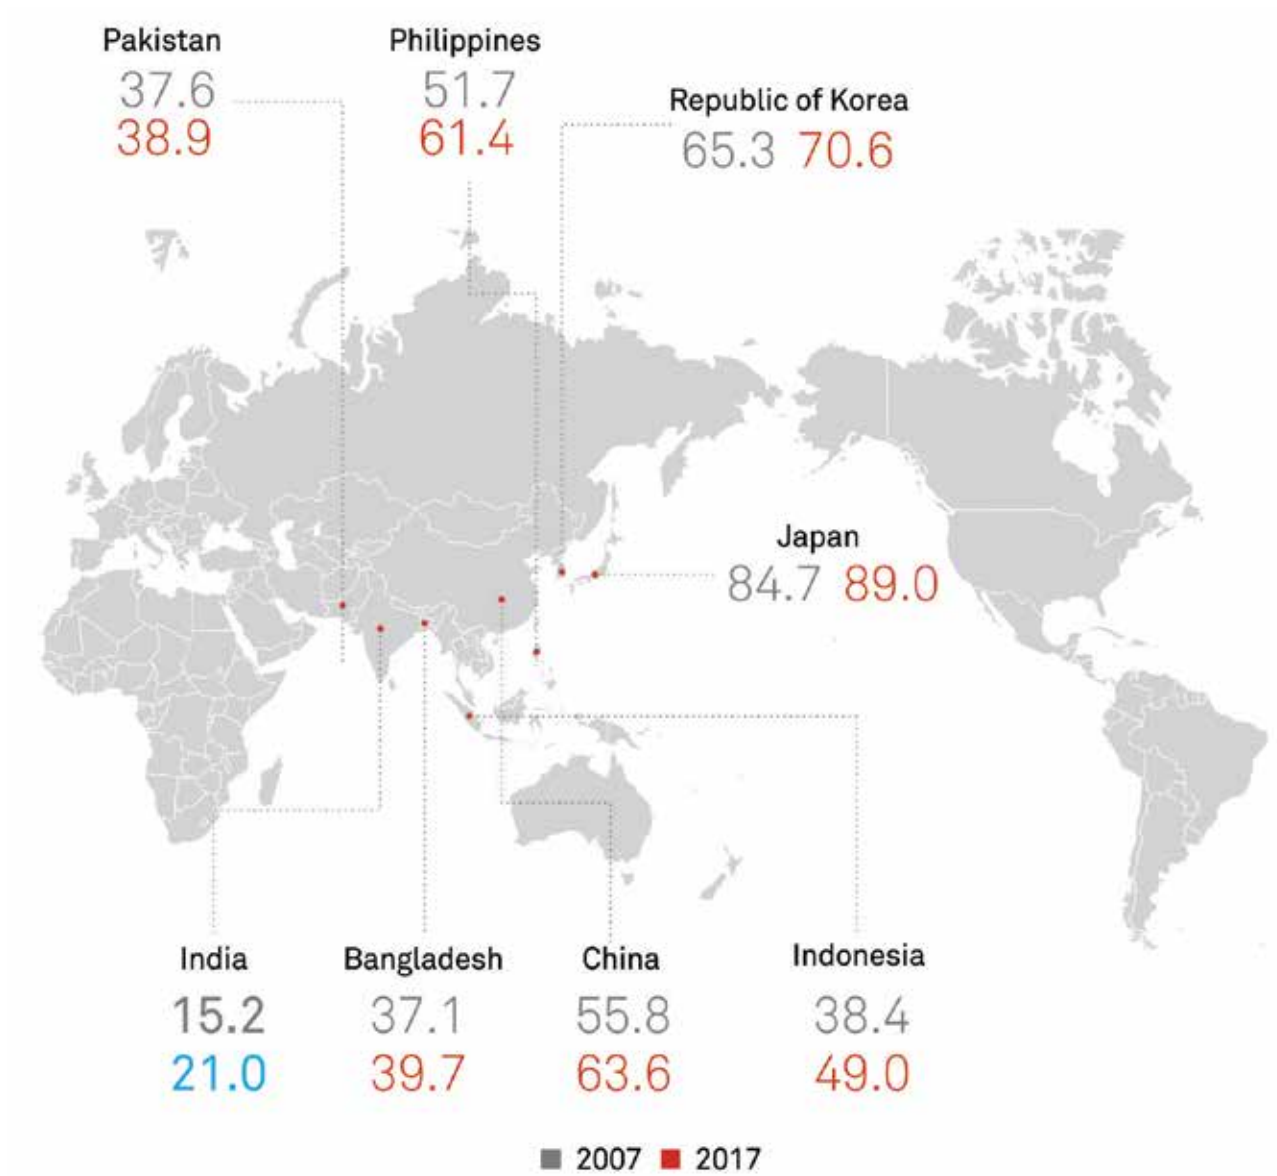 Pakistan
37.6
38.9
Philippines
51.7
61.4
Republic of Korea
65.3 70.6
Japan
84.7 89.0
India
15.2
21.0
Bangladesh
37.1
39.7
China
55.8
63.6
Indonesia
38.4
49.0
2007 2017